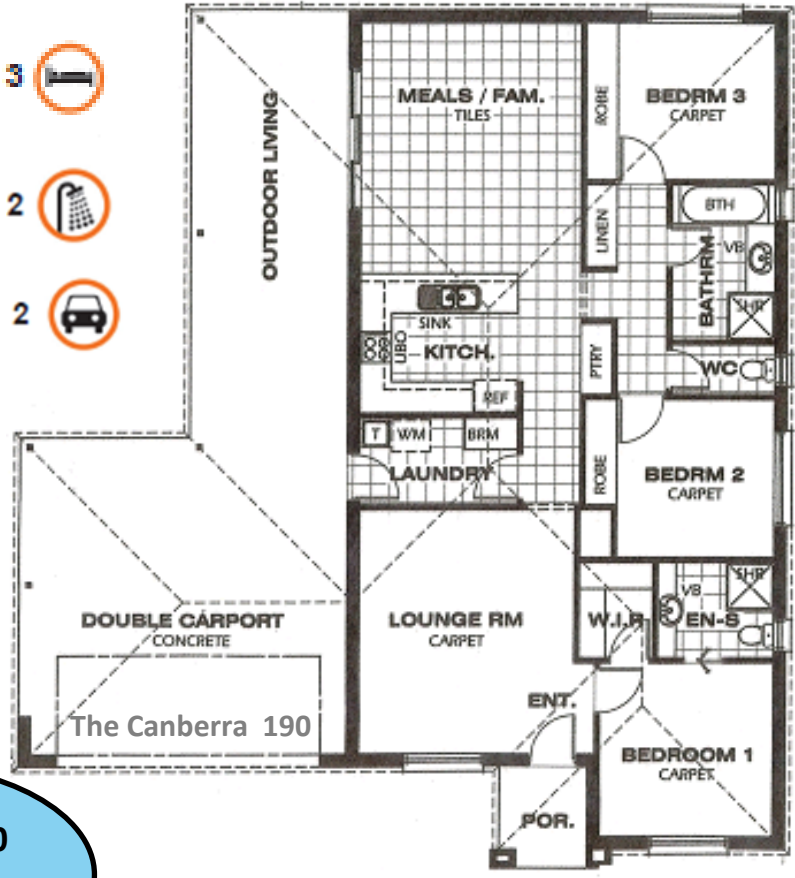 3
2
2
OUTDOOR LIVING
MEALS / FAM.
TILES
ROBE
BEDRM 3
CARPET
LINEN
BTH
VB
BATHRM
SHR
SINK
UBO
KITCH.
REF
PTRY
WC
T
WM
BRM
LAUNDRY
ROBE
BEDRM 2
CARPET
DOUBLE CARPORT
CONCRETE
LOUNGE RM
CARPET
W.I.R
VB
SHR
EN-S
The Canberra 190
ENT.
BEDROOM 1
CARPET
POR.